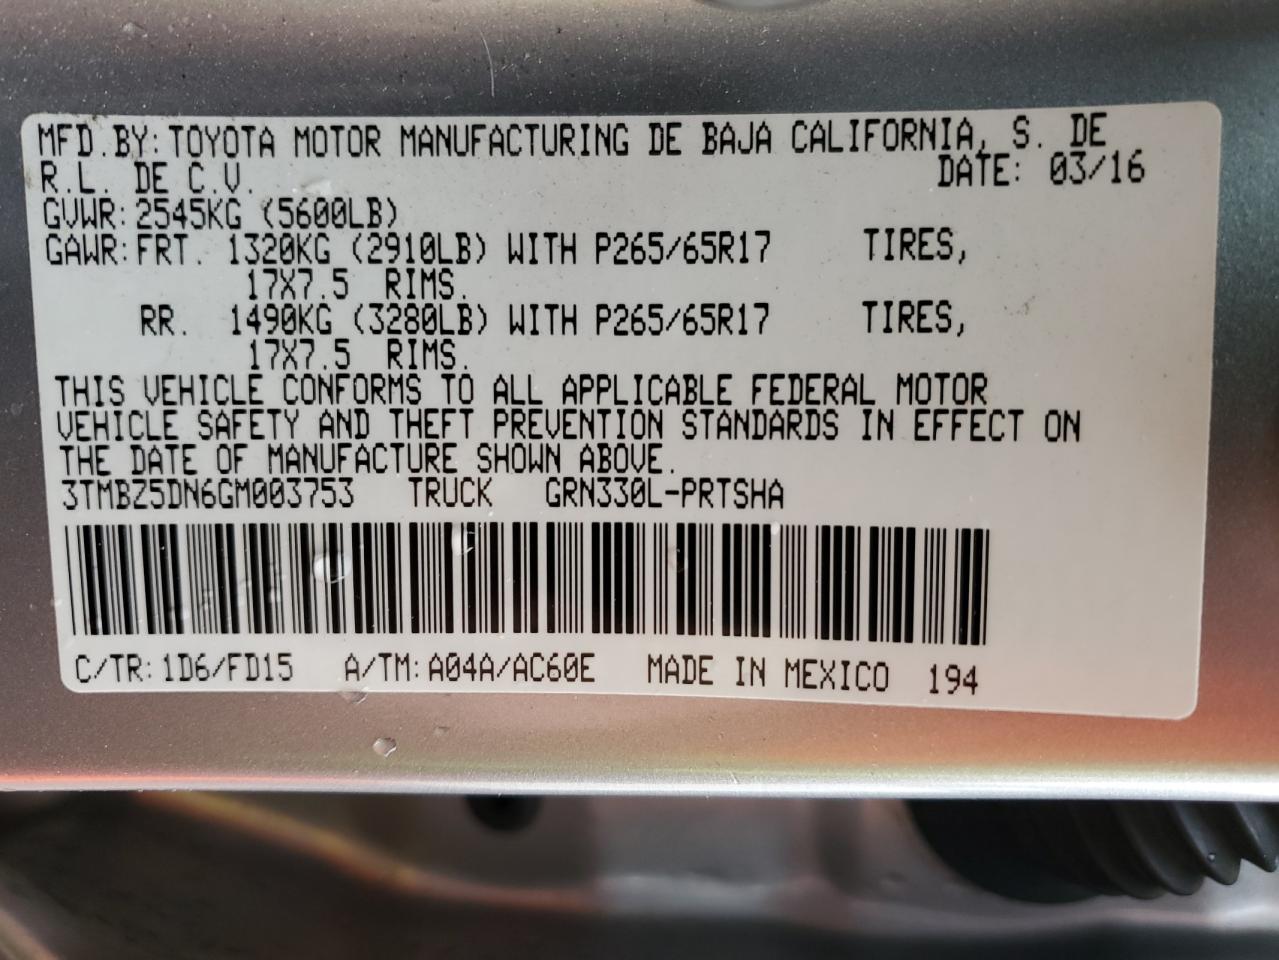 MFD.BY: TOYOTA MOTOR MANUFACTURING DE BAJA CALIFORNIA, S. DE
R.L. DE C.V. DATE: 03/16
GVWR: 2545KG (5600LB)
GAWR: FRT. 1320KG (2910LB) WITH P265/65R17 TIRES,
17X7.5 RIMS.
RR. 1490KG (3280LB) WITH P265/65R17 TIRES,
17X7.5 RIMS.
THIS VEHICLE CONFORMS TO ALL APPLICABLE FEDERAL MOTOR
VEHICLE SAFETY AND THEFT PREVENTION STANDARDS IN EFFECT ON
THE DATE OF MANUFACTURE SHOWN ABOVE.
3TMBZ5DN6GM003753 TRUCK GRN330L-PRTSHA
C/TR: 1D6/FD15 A/TM: A04A/AC60E MADE IN MEXICO 194